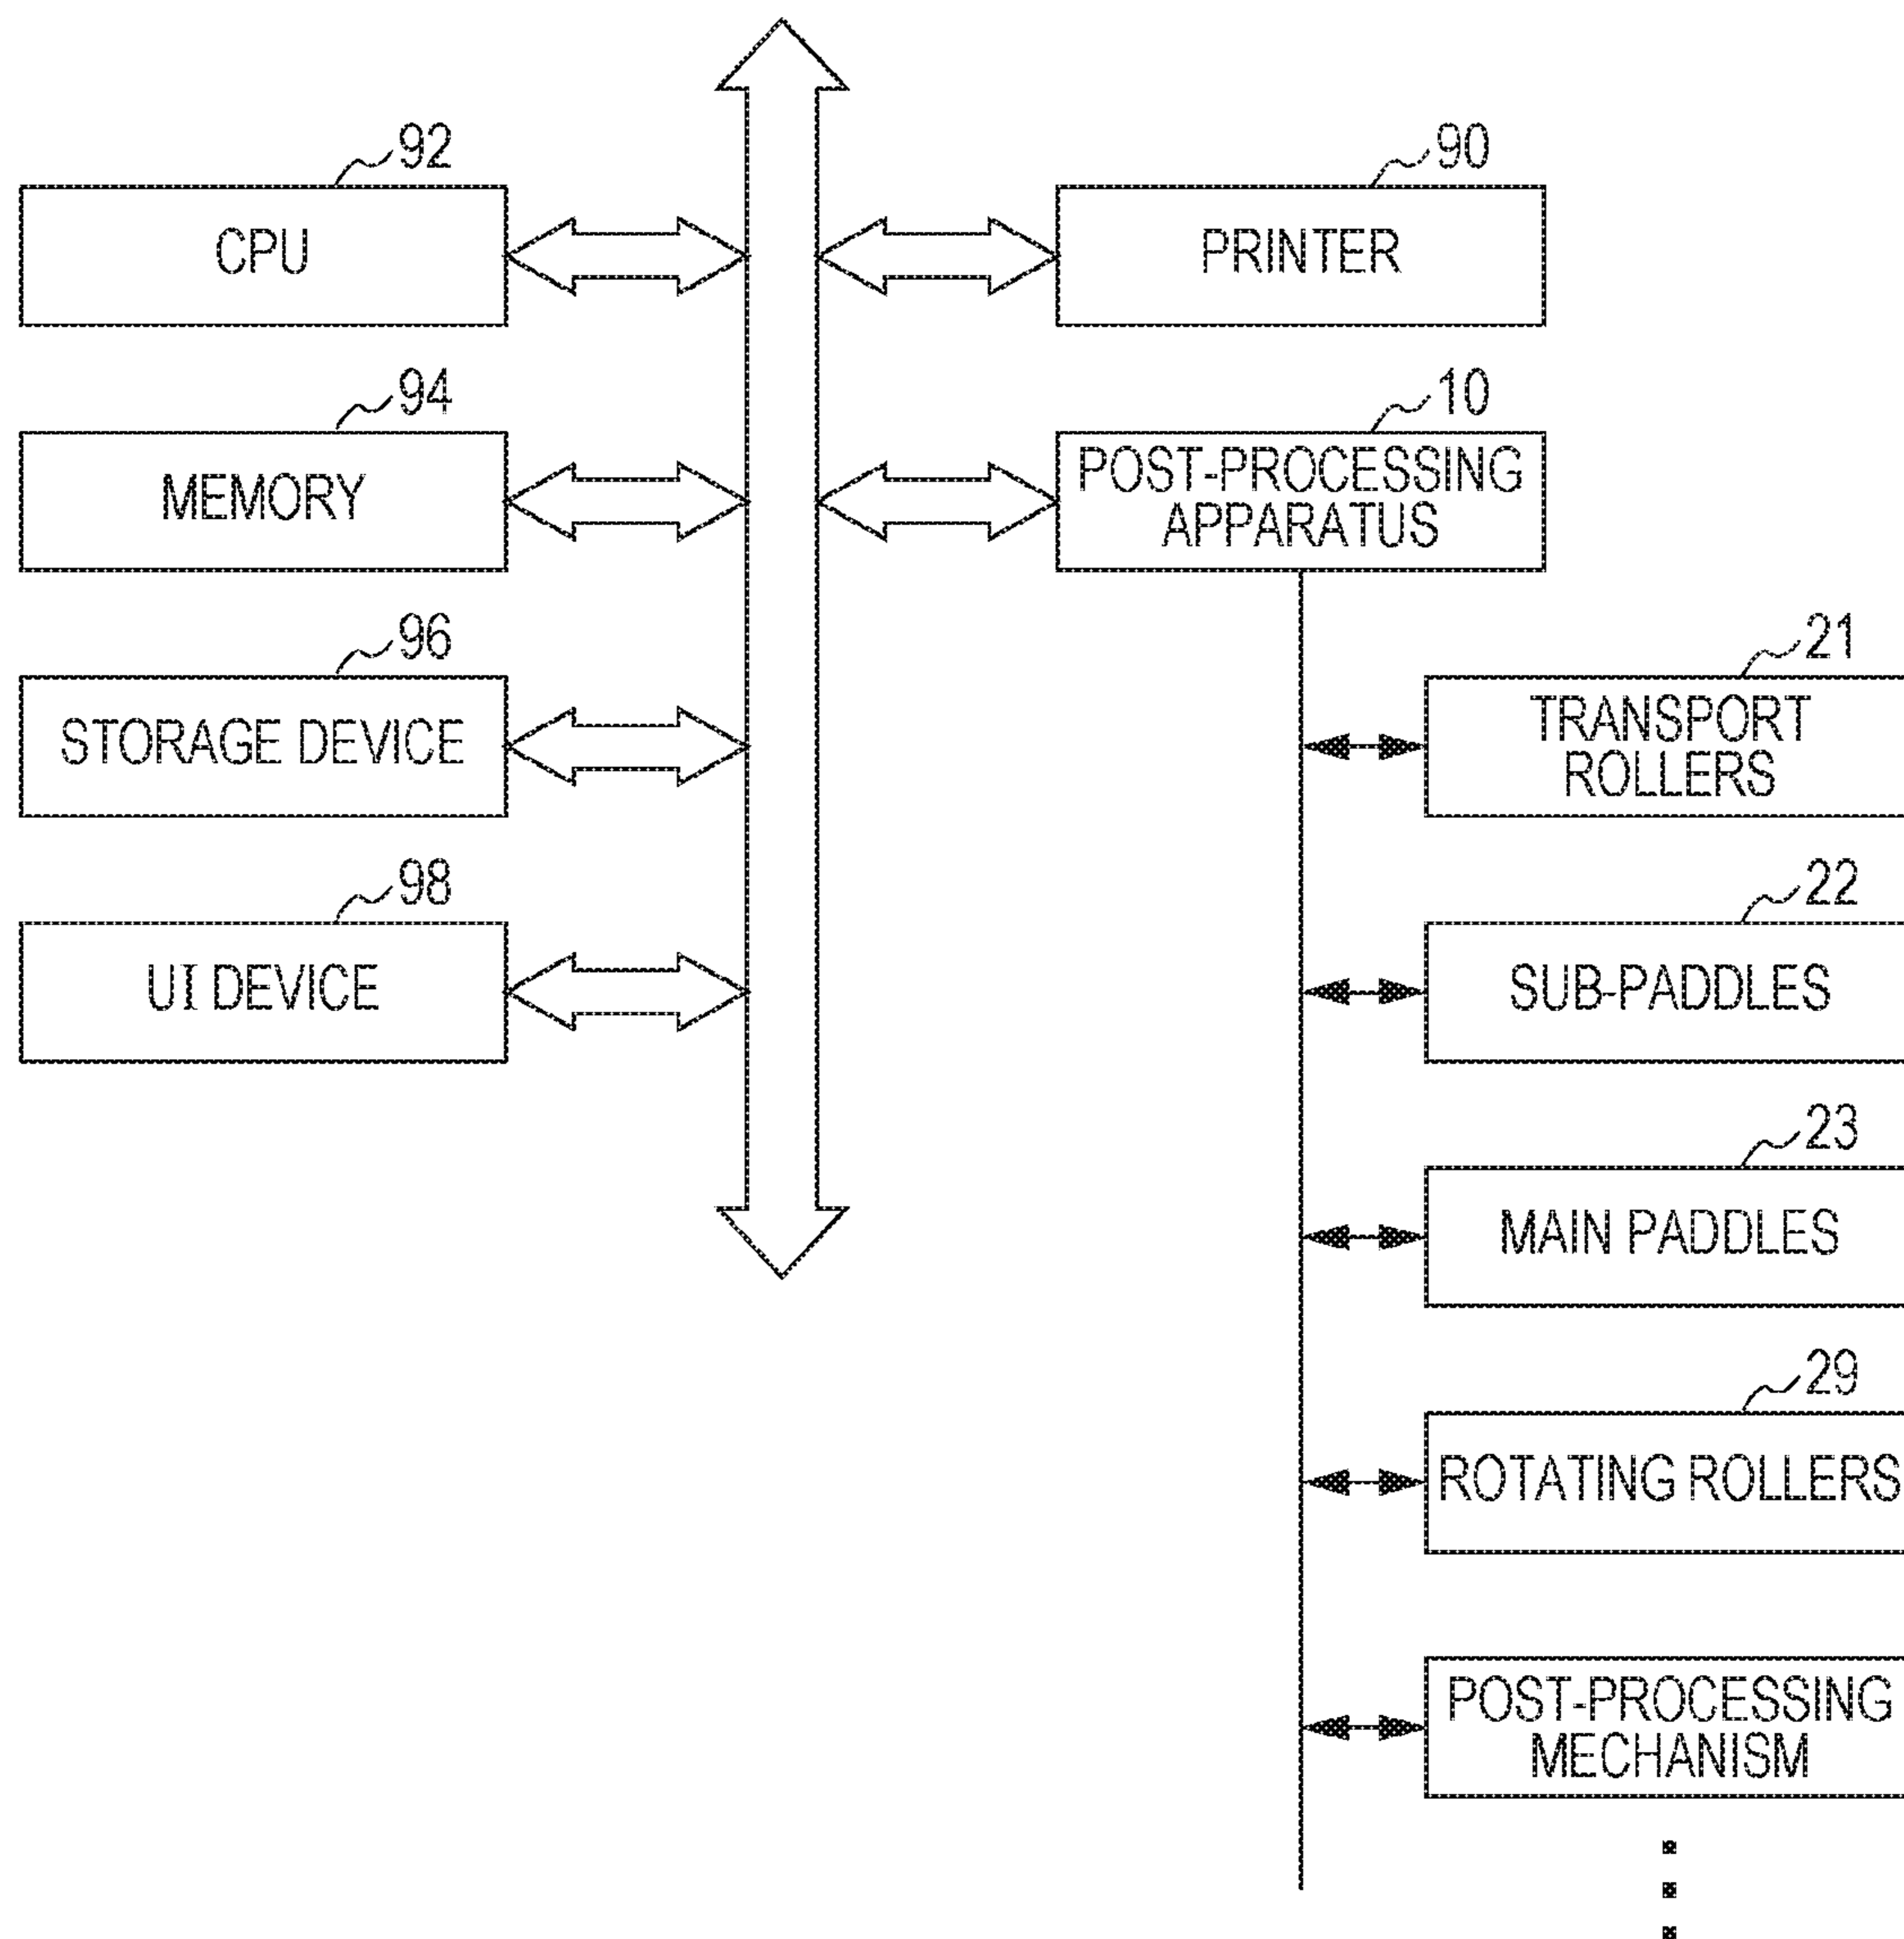 92
CPU
94
MEMORY
96
STORAGE DEVICE
98
UI DEVICE
90
PRINTER
10
POST-PROCESSING
APPARATUS
21
TRANSPORT
ROLLERS
22
SUB-PADDLES
23
MAIN PADDLES
29
ROTATING ROLLERS
POST-PROCESSING
MECHANISM